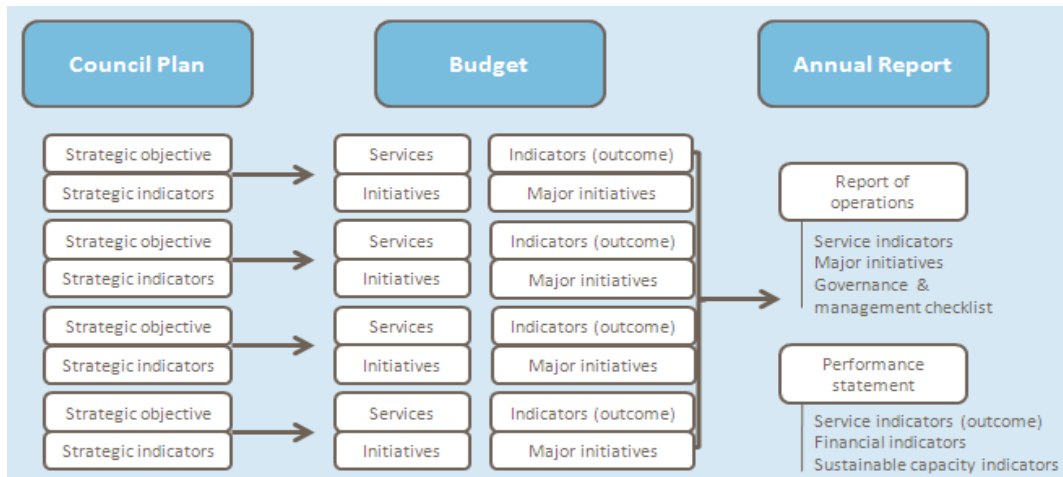 Council Plan
Budget
Annual Report
Strategic objective
Strategic indicators
Services
Initiatives
Indicators (outcome)
Major initiatives
Strategic objective
Strategic indicators
Services
Initiatives
Indicators (outcome)
Major initiatives
Strategic objective
Strategic indicators
Services
Initiatives
Indicators (outcome)
Major initiatives
Strategic objective
Strategic indicators
Services
Initiatives
Indicators (outcome)
Major initiatives
Report of
operations
Service indicators
Major initiatives
Governance &
management checklist
Performance
statement
Service indicators (outcome)
Financial indicators
Sustainable capacity indicators